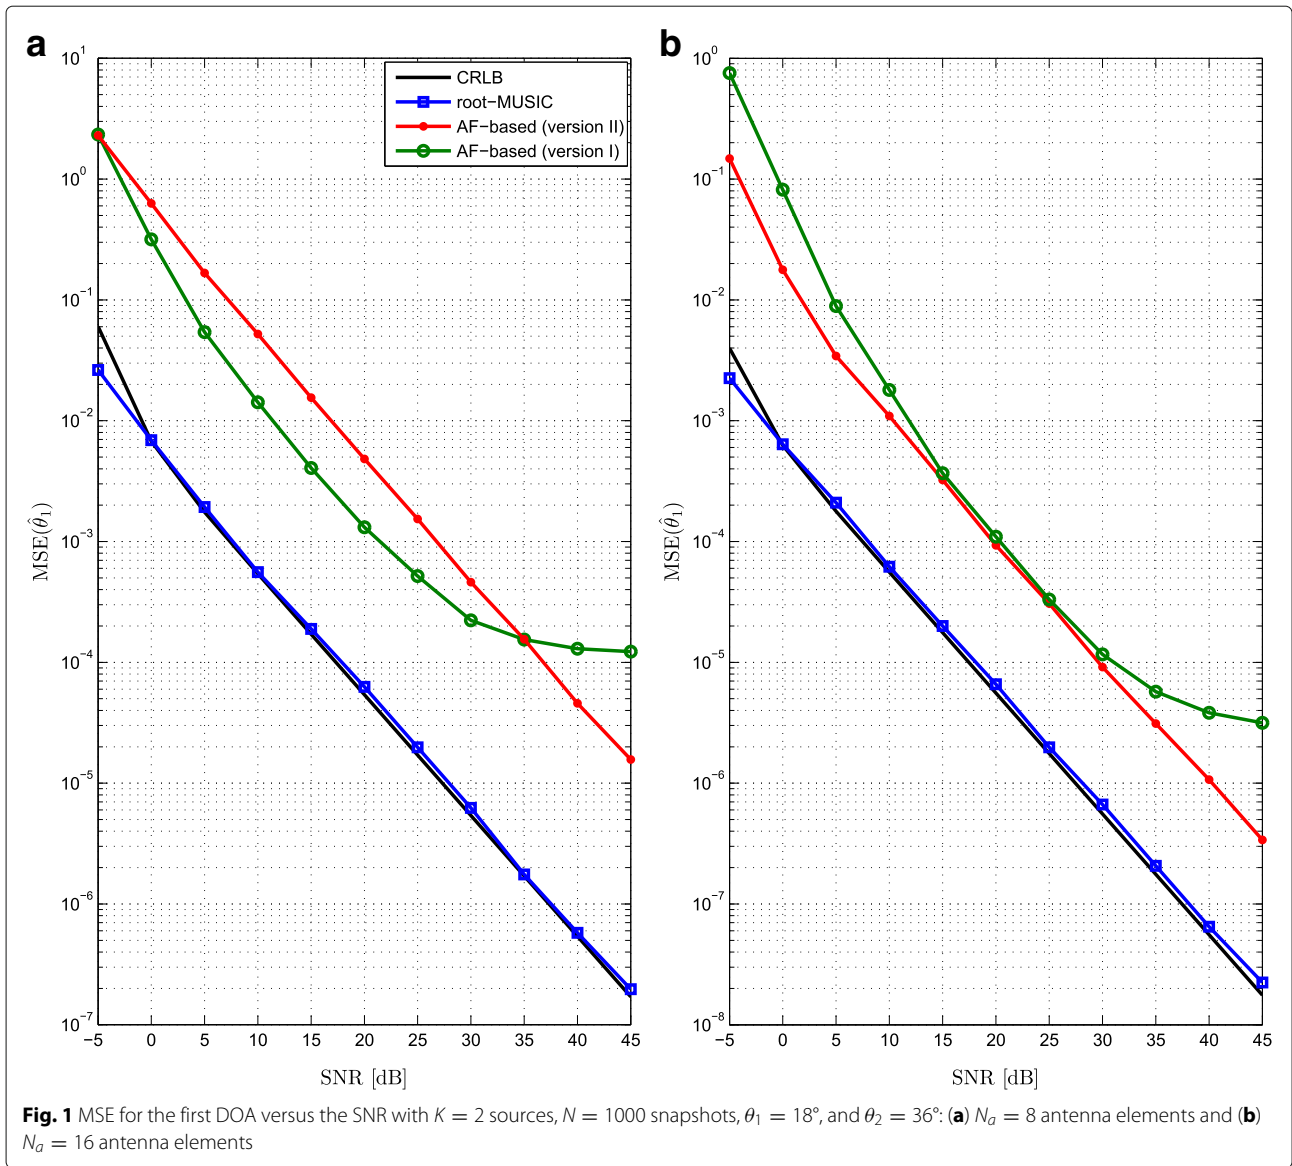 a
b
CRLB
root−MUSIC
AF−based (version II)
AF−based (version I)
10^1
10^0
10^−1
10^−2
10^−3
10^−4
10^−5
10^−6
10^−7
MSE(θ̂₁)
−5 0 5 10 15 20 25 30 35 40 45
SNR [dB]
10^0
10^−1
10^−2
10^−3
10^−4
10^−5
10^−6
10^−7
10^−8
MSE(θ̂₁)
−5 0 5 10 15 20 25 30 35 40 45
SNR [dB]
Fig. 1 MSE for the first DOA versus the SNR with K = 2 sources, N = 1000 snapshots, θ₁ = 18°, and θ₂ = 36°: (a) Nₐ = 8 antenna elements and (b)
Nₐ = 16 antenna elements